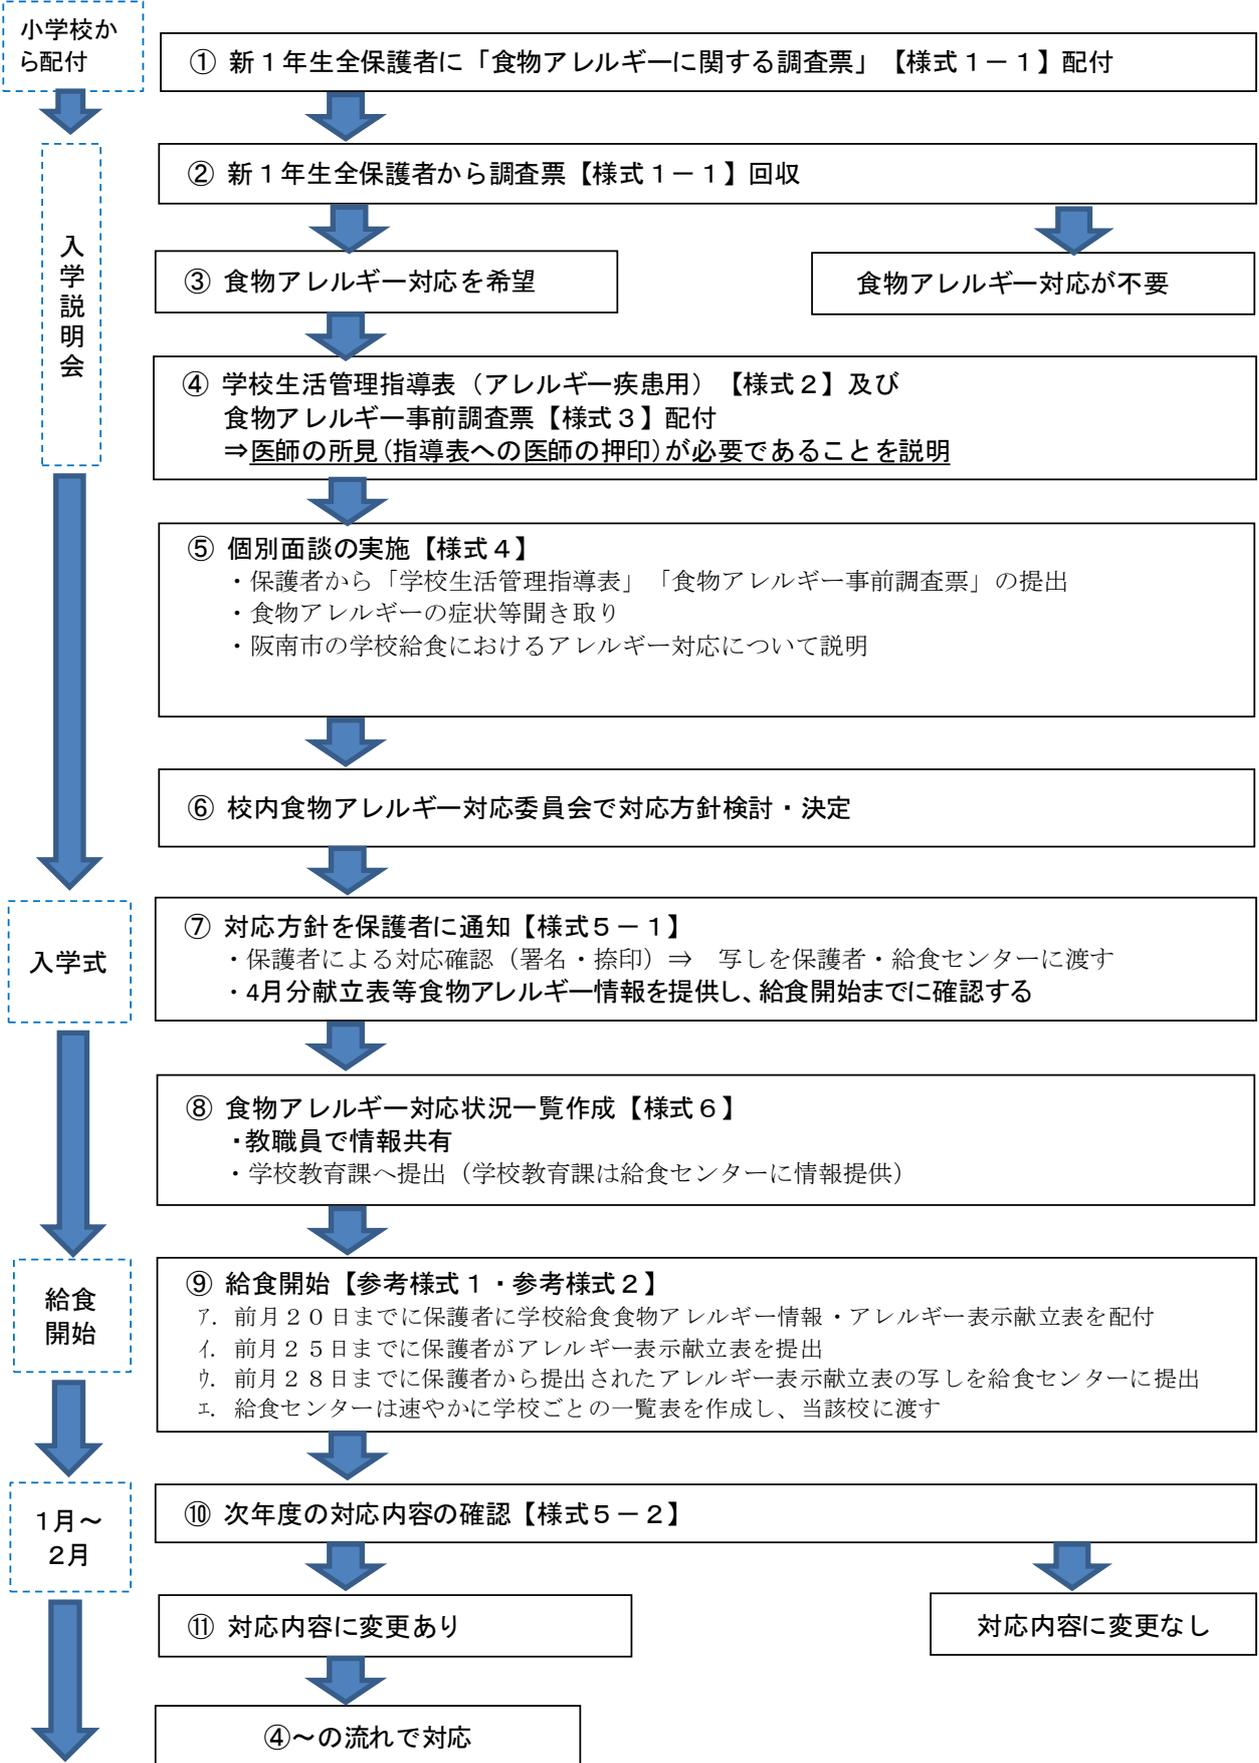 小学校か
ら配付
① 新１年生全保護者に「食物アレルギーに関する調査票」【様式１－１】配付
② 新１年生全保護者から調査票【様式１－１】回収
入学説明会
③ 食物アレルギー対応を希望
食物アレルギー対応が不要
④ 学校生活管理指導表（アレルギー疾患用）【様式２】及び
食物アレルギー事前調査票【様式３】配付
⇒医師の所見（指導表への医師の押印）が必要であることを説明
⑤ 個別面談の実施【様式４】
・保護者から「学校生活管理指導表」「食物アレルギー事前調査票」の提出
・食物アレルギーの症状等聞き取り
・阪南市の学校給食におけるアレルギー対応について説明
⑥ 校内食物アレルギー対応委員会で対応方針検討・決定
入学式
⑦ 対応方針を保護者に通知【様式５－１】
・保護者による対応確認（署名・捺印）⇒　写しを保護者・給食センターに渡す
・4月分献立表等食物アレルギー情報を提供し、給食開始までに確認する
⑧ 食物アレルギー対応状況一覧作成【様式６】
・教職員で情報共有
・学校教育課へ提出（学校教育課は給食センターに情報提供）
給食
開始
⑨ 給食開始【参考様式１・参考様式２】
ｱ. 前月２０日までに保護者に学校給食食物アレルギー情報・アレルギー表示献立表を配付
ｲ. 前月２５日までに保護者がアレルギー表示献立表を提出
ｳ. 前月２８日までに保護者から提出されたアレルギー表示献立表の写しを給食センターに提出
ｴ. 給食センターは速やかに学校ごとの一覧表を作成し、当該校に渡す
1月～
2月
⑩ 次年度の対応内容の確認【様式５－２】
⑪ 対応内容に変更あり
対応内容に変更なし
④～の流れで対応